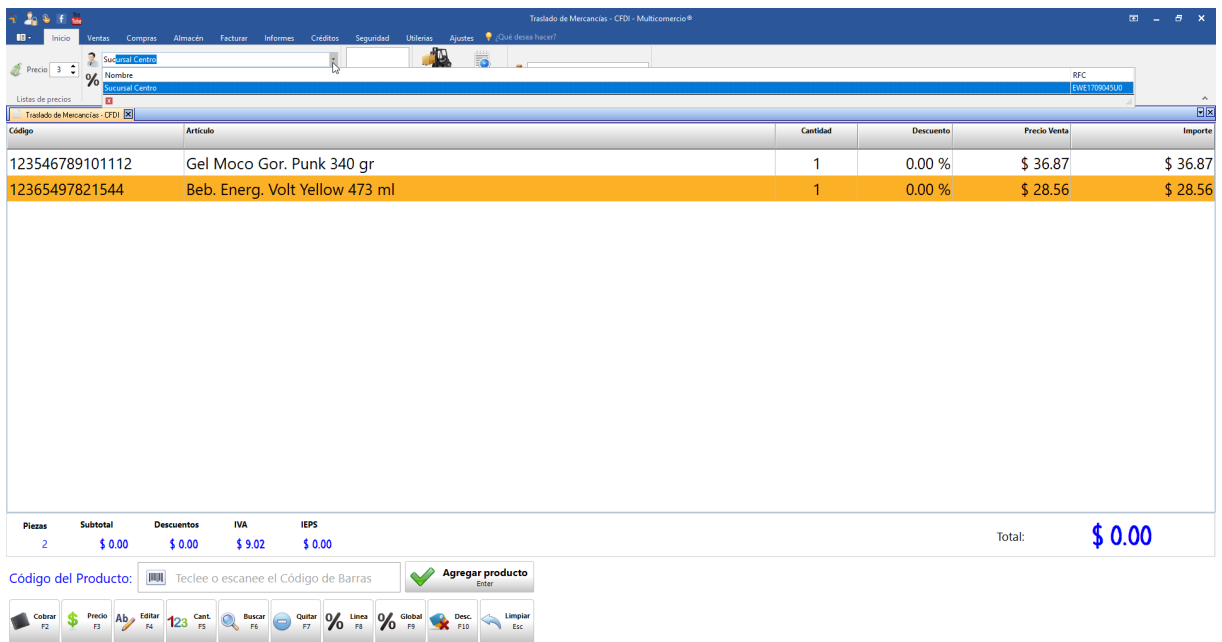 You Tube
Traslado de Mercancías - CFDI - Multicomercio®
Inicio Ventas Compras Almacén Facturar Informes Créditos Seguridad Utilerias Ajustes ¿Qué desea hacer?
Precio 3
Sucursal Centro
%
Listas de precios
Nombre RFC
Sucursal Centro EWE1709045U0
Traslado de Mercancías - CFDI
Código Artículo Cantidad Descuento Precio Venta Importe
123546789101112 Gel Moco Gor. Punk 340 gr 1 0.00 % $ 36.87 $ 36.87
12365497821544 Beb. Energ. Volt Yellow 473 ml 1 0.00 % $ 28.56 $ 28.56
Piezas Subtotal Descuentos IVA IEPS
2 $ 0.00 $ 0.00 $ 9.02 $ 0.00
Total: $ 0.00
Código del Producto: Teclee o escanee el Código de Barras
Agregar producto
Enter
Cobrar F2
$ Precio F3
Ab Editar F4
123 Cant. F5
Buscar F6
Quitar F7
% Linea F8
% Global F9
Desc. F10
Limpiar Esc